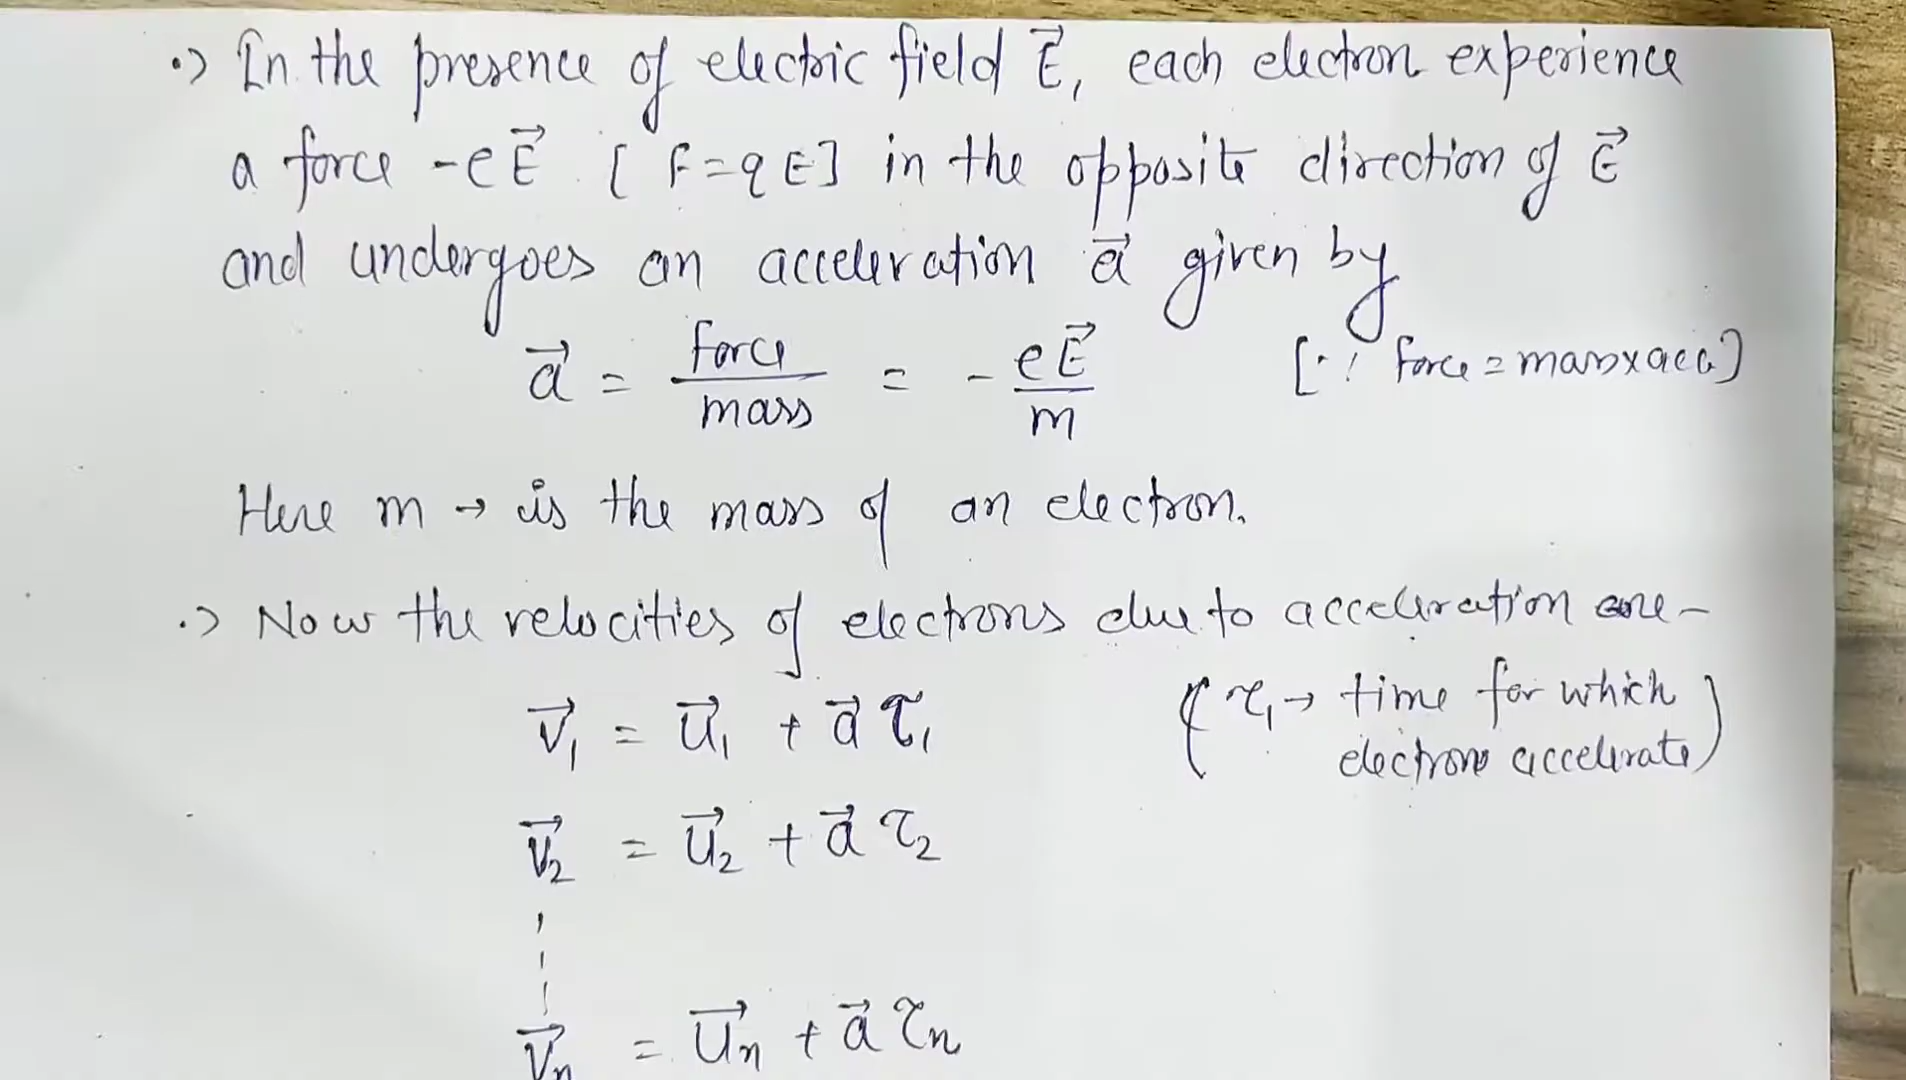 .) In the presence of electric field E⃗, each electron experience
a force -eE⃗ [F=qE] in the opposite direction of E⃗
and undergoes an acceleration a⃗ given by
a⃗ = force/mass = - eE⃗/m [∵ Force = mass x acc.]
Here m → is the mass of an electron.
.) Now the velocities of electrons due to acceleration are -
v⃗₁ = u⃗₁ + a⃗ τ₁ (τ₁ → time for which
electrons accelerate)
v⃗₂ = u⃗₂ + a⃗ τ₂
v⃗n = u⃗n + a⃗ τn